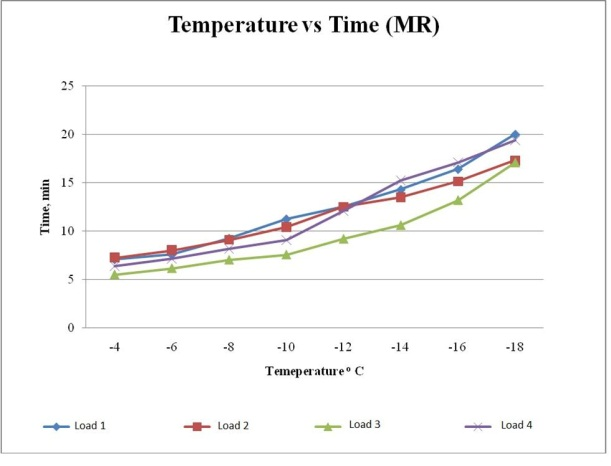 Temperature vs Time (MR)
25
20
15
10
5
0
Time, min
-4 -6 -8 -10 -12 -14 -16 -18
Temeperature º C
Load 1 Load 2 Load 3 Load 4